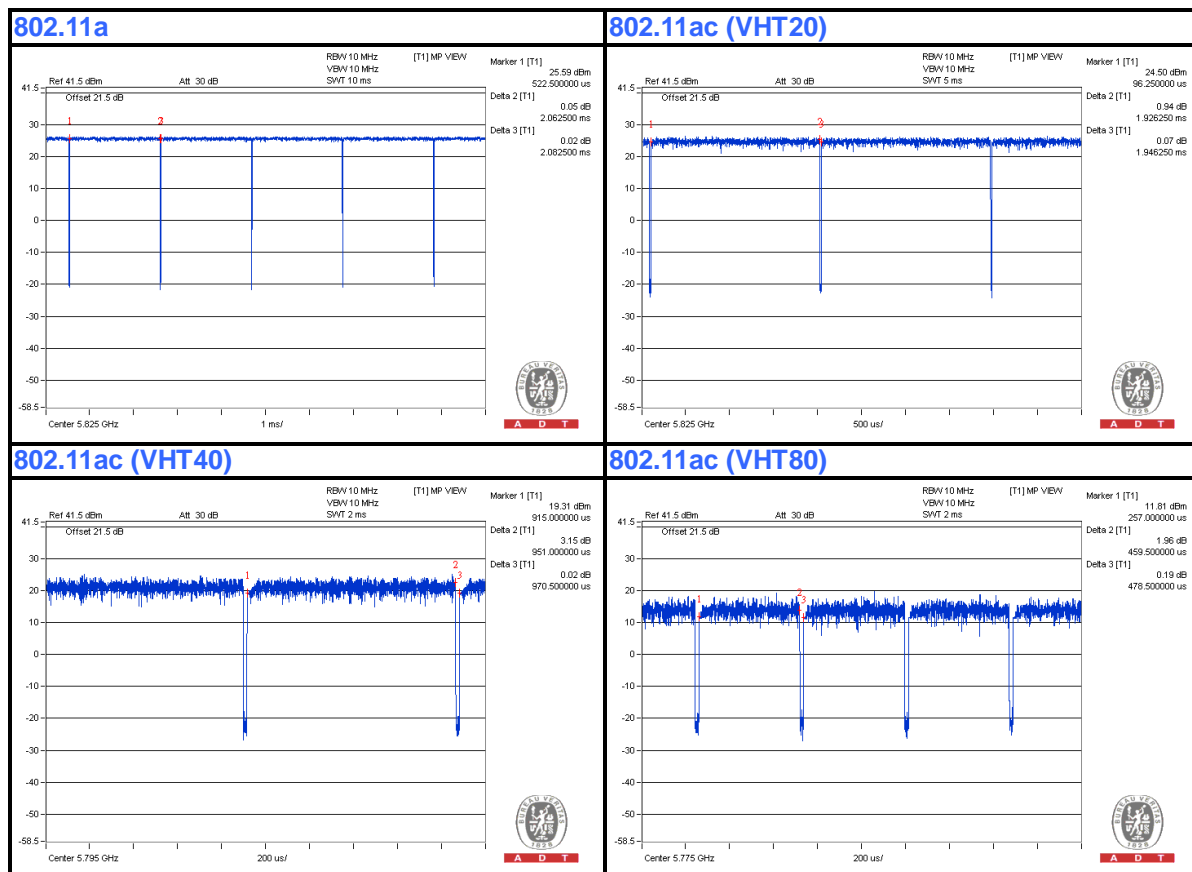 802.11a
RBW 10 MHz [T1] MP VIEW
VBW 10 MHz
Ref 41.5 dBm Att 30 dB SWT 10 ms
Marker 1 [T1]
25.59 dBm
522.500000 us
Delta 2 [T1]
0.05 dB
2.062500 ms
Delta 3 [T1]
0.02 dB
2.082500 ms
41.5
Offset 21.5 dB
30
20
10
0
-10
-20
-30
-40
-50
-58.5
1 2 3
Center 5.825 GHz 1 ms/
BUREAU VERITAS
1828
A D T
802.11ac (VHT20)
RBW 10 MHz [T1] MP VIEW
VBW 10 MHz
Ref 41.5 dBm Att 30 dB SWT 5 ms
Marker 1 [T1]
24.50 dBm
96.250000 us
Delta 2 [T1]
0.94 dB
1.926250 ms
Delta 3 [T1]
0.07 dB
1.946250 ms
41.5
Offset 21.5 dB
30
20
10
0
-10
-20
-30
-40
-50
-58.5
1 2 3
Center 5.825 GHz 500 us/
BUREAU VERITAS
1828
A D T
802.11ac (VHT40)
RBW 10 MHz [T1] MP VIEW
VBW 10 MHz
Ref 41.5 dBm Att 30 dB SWT 2 ms
Marker 1 [T1]
19.31 dBm
915.000000 us
Delta 2 [T1]
3.15 dB
951.000000 us
Delta 3 [T1]
0.02 dB
970.500000 us
41.5
Offset 21.5 dB
30
20
10
0
-10
-20
-30
-40
-50
-58.5
1 2 3
Center 5.7950 GHz 200 us/
BUREAU VERITAS
1828
A D T
802.11ac (VHT80)
RBW 10 MHz [T1] MP VIEW
VBW 10 MHz
Ref 41.5 dBm Att 30 dB SWT 2 ms
Marker 1 [T1]
11.81 dBm
257.000000 us
Delta 2 [T1]
1.96 dB
459.500000 us
Delta 3 [T1]
0.19 dB
478.500000 us
41.5
Offset 21.5 dB
30
20
10
0
-10
-20
-30
-40
-50
-58.5
1 2 3
Center 5.775 GHz 200 us/
BUREAU VERITAS
1828
A D T